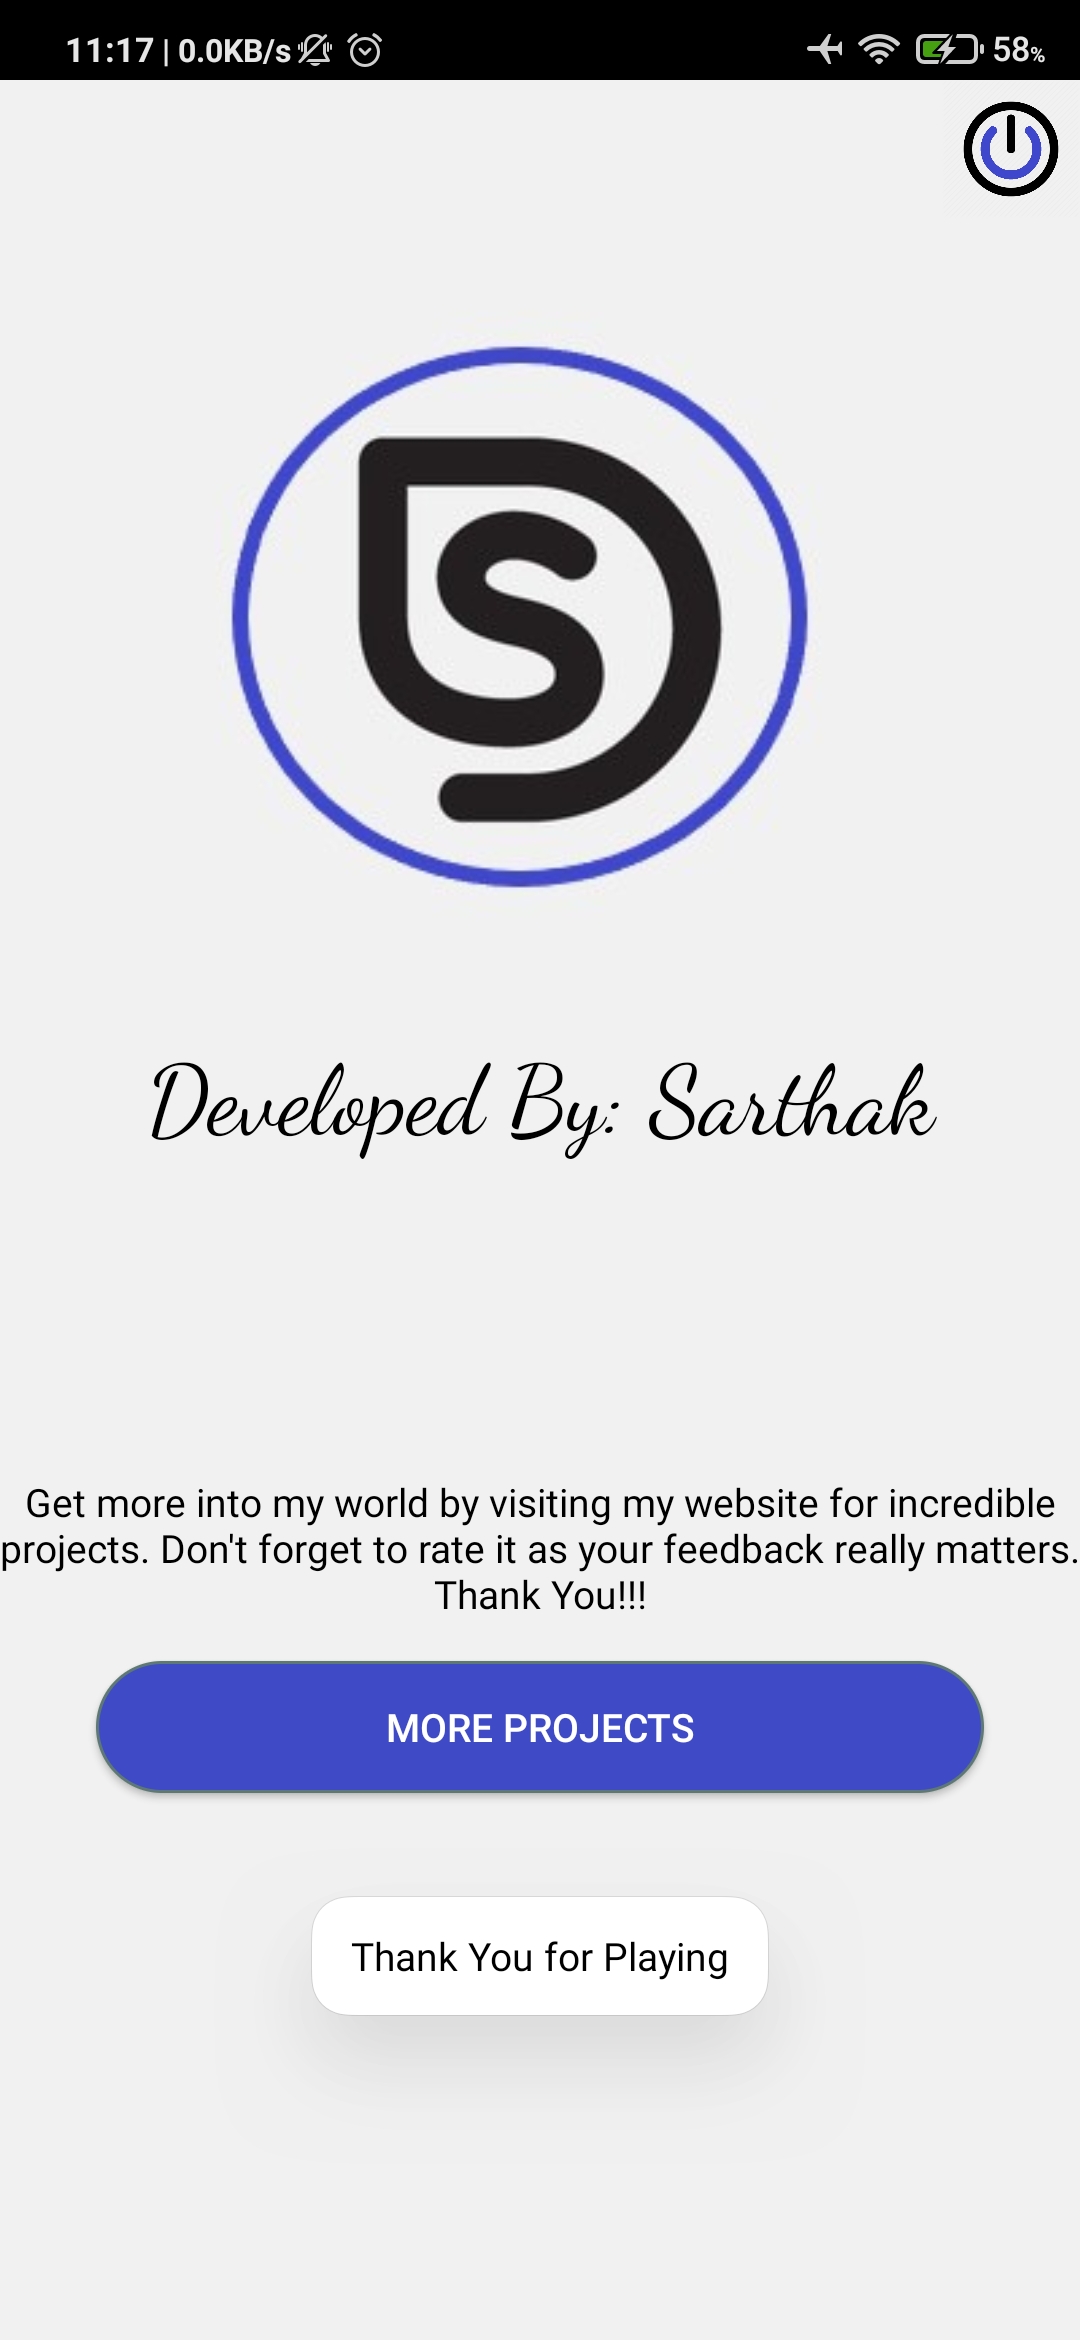 11:17 | 0.0KB/s 58%
DS
Developed By: Sarthak
Get more into my world by visiting my website for incredible
projects. Don't forget to rate it as your feedback really matters.
Thank You!!!
MORE PROJECTS
Thank You for Playing